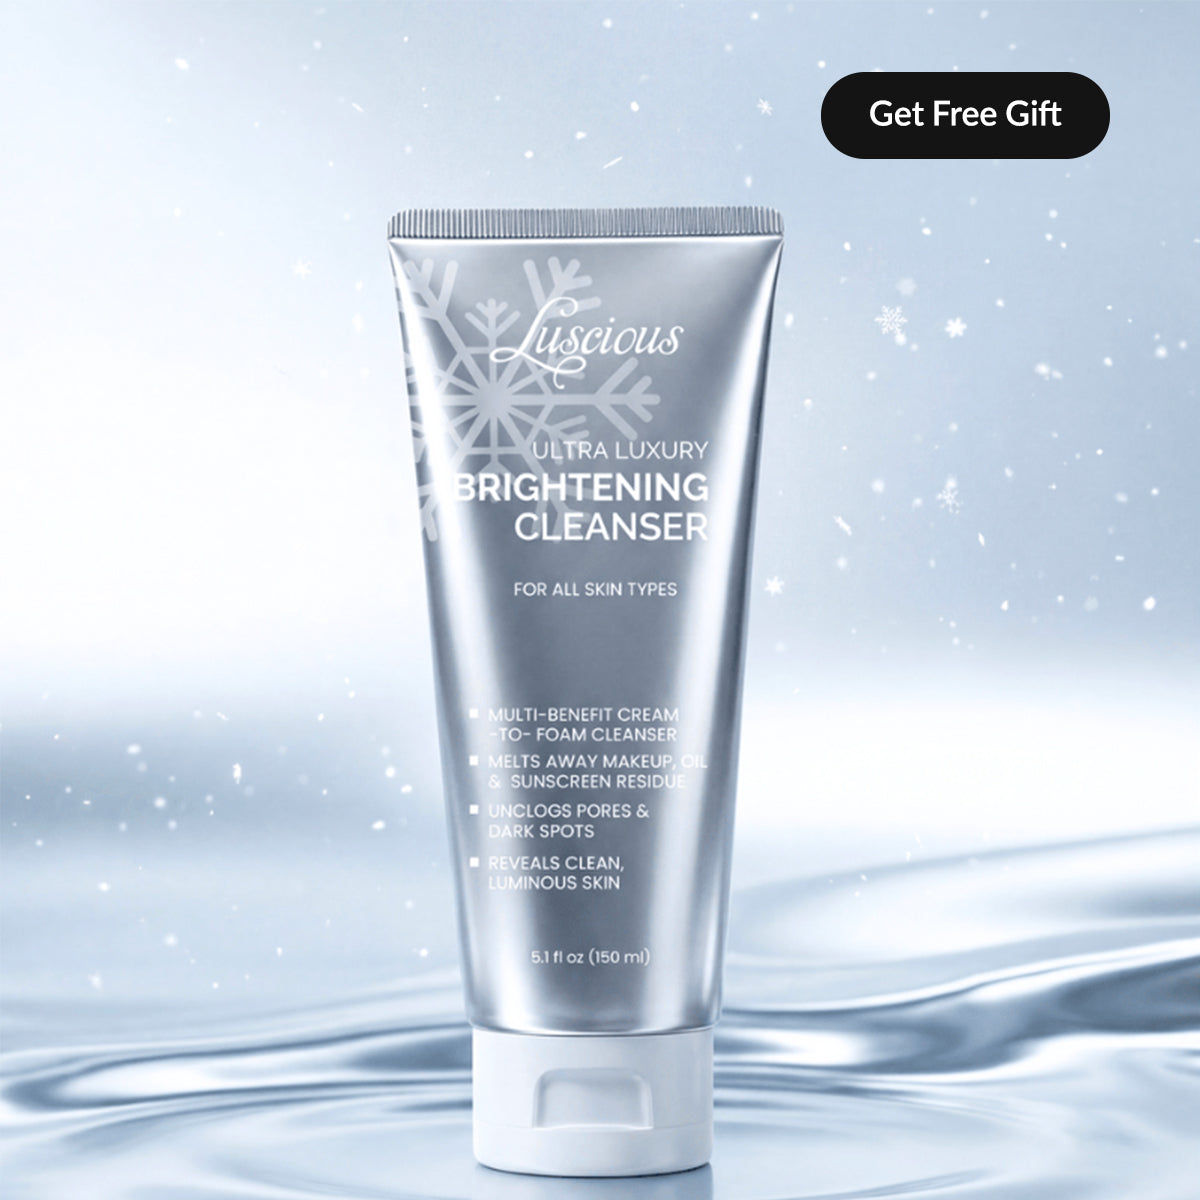 Get Free Gift
Luscious
ULTRA LUXURY
BRIGHTENING
CLEANSER
FOR ALL SKIN TYPES
MULTI-BENEFIT CREAM
-TO- FOAM CLEANSER
MELTS AWAY MAKEUP, OIL
& SUNSCREEN RESIDUE
UNCLOGS PORES &
DARK SPOTS
REVEALS CLEAN,
LUMINOUS SKIN
5.1 fl oz (150 ml)